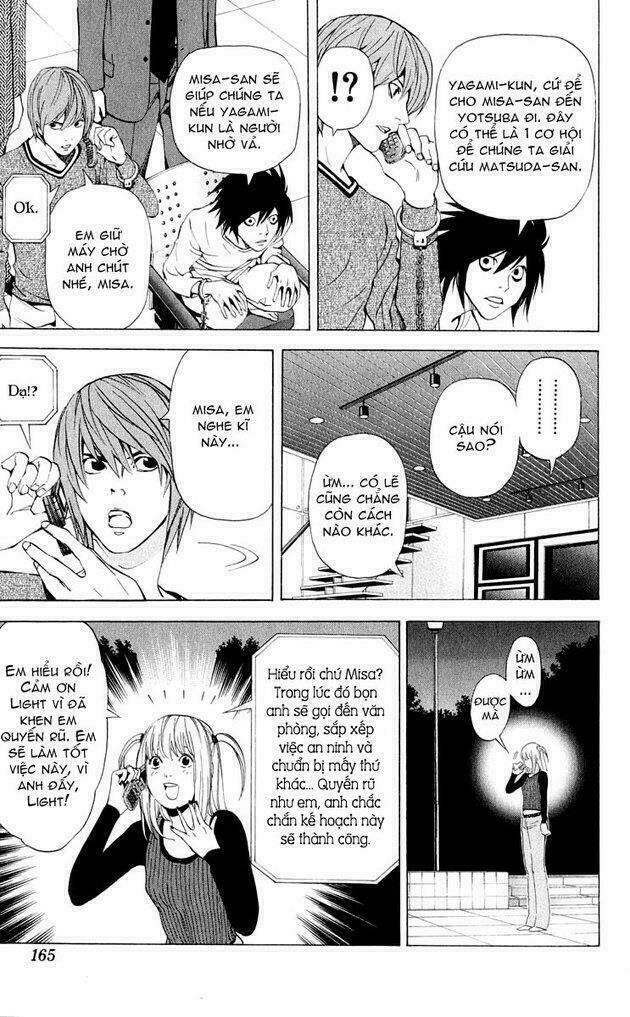 YAGAMI-KUN, CỨ ĐỂ
CHO MISA-SAN ĐẾN
YOTSUBA ĐI. ĐÂY
CÓ THỂ LÀ 1 CƠ HỘI
ĐỂ CHÚNG TA GIẢI
CỨU MATSUDA-SAN.
!?
MISA-SAN SẼ
GIÚP CHÚNG TA
NẾU YAGAMI-
KUN LÀ NGƯỜI
NHỜ VẢ.
EM GIỮ
MÁY CHỜ
ANH CHÚT
NHÉ, MISA.
Ok.
........
CẬU NÓI
SAO?
ỪM... CÓ LẼ
CŨNG CHẲNG
CÒN CÁCH
NÀO KHÁC.
MISA, EM
NGHE KĨ
NÀY...
Dạ!?
ỪM
ỪM
...
ĐƯỢC
MÀ
Hiểu rồi chứ Misa?
Trong lúc đó bọn
anh sẽ gọi đến văn
phòng, sắp xếp
việc an ninh và
chuẩn bị mấy thứ
khác... Quyến rũ
như em, anh chắc
chắn kế hoạch này
sẽ thành công.
EM HIỂU RỒI!
CẢM ƠN
LIGHT VÌ ĐÃ
KHEN EM
QUYẾN RŨ. EM
SẼ LÀM TỐT
VIỆC NÀY, VÌ
ANH ĐẤY,
LIGHT!
165